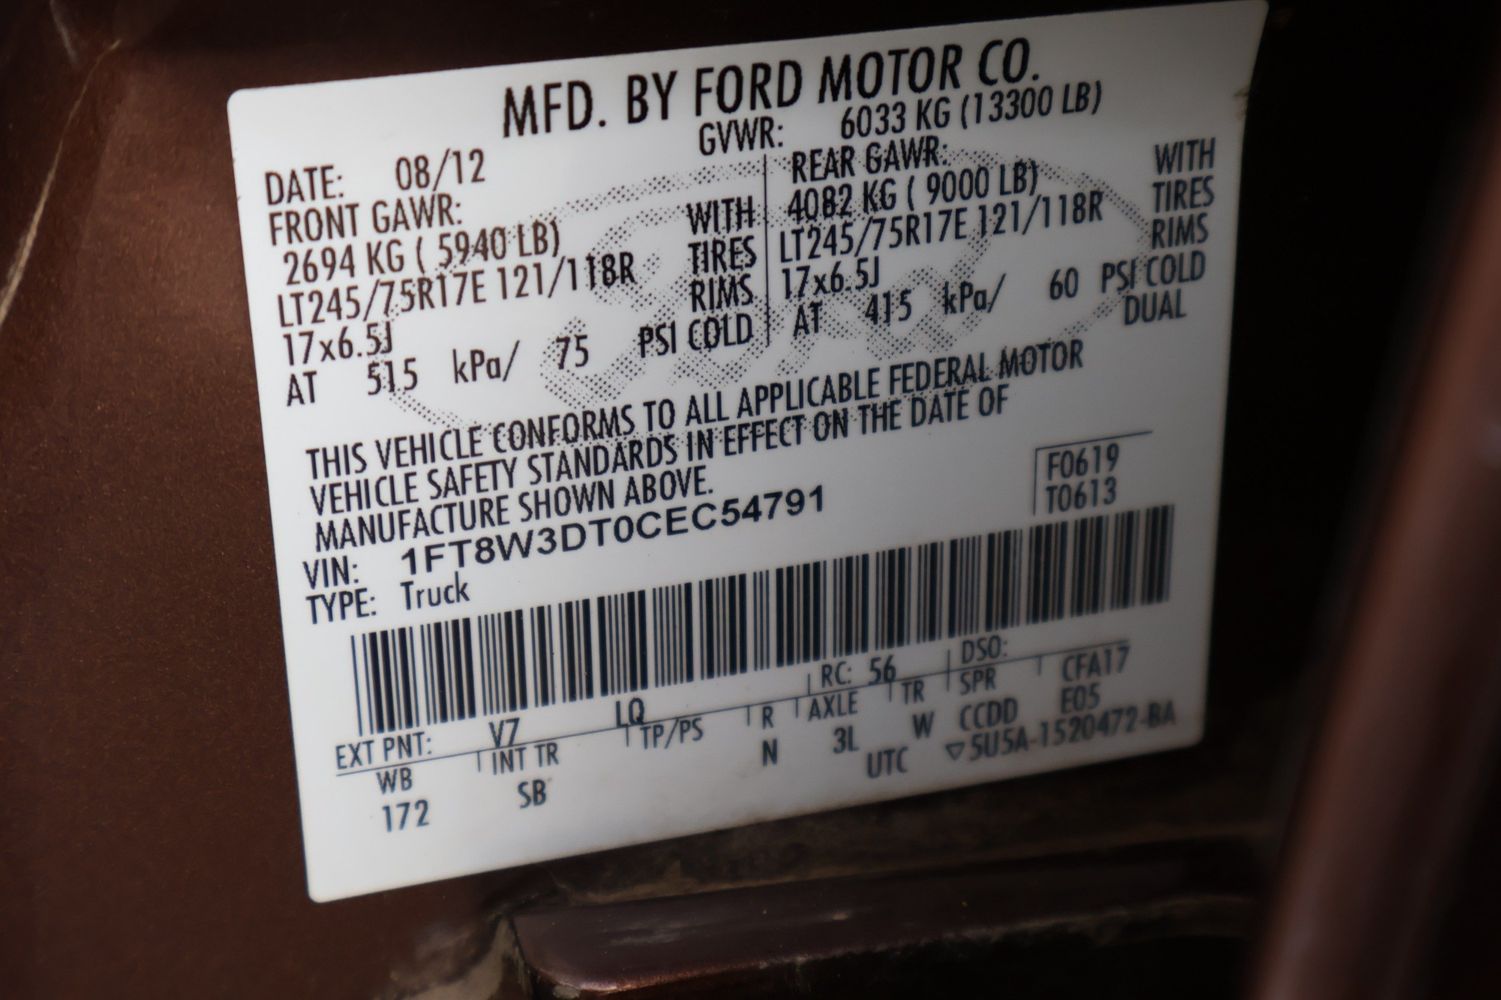 MFD. BY FORD MOTOR CO.
DATE: 08/12 GVWR: 6033 KG (13300 LB)
FRONT GAWR:
2694 KG ( 5940 LB) WITH
LT245/75R17E 121/118R TIRES
17x6.5J RIMS
AT 515 kPa/ 75 PSI COLD
REAR GAWR: WITH
4082 KG ( 9000 LB) TIRES
LT245/75R17E 121/118R RIMS
17x6.5J
AT 415 kPa/ 60 PSI COLD
DUAL
THIS VEHICLE CONFORMS TO ALL APPLICABLE FEDERAL MOTOR
VEHICLE SAFETY STANDARDS IN EFFECT ON THE DATE OF
MANUFACTURE SHOWN ABOVE.
F0619
T0613
VIN: 1FT8W3DT0CEC54791
TYPE: Truck
EXT PNT: V7 LQ RC: 56 DSO:
WB INT TR TP/PS R AXLE TR SPR CFA17
172 SB N 3L W CCDD E05
UTC ▽5U5A-1520472-BA